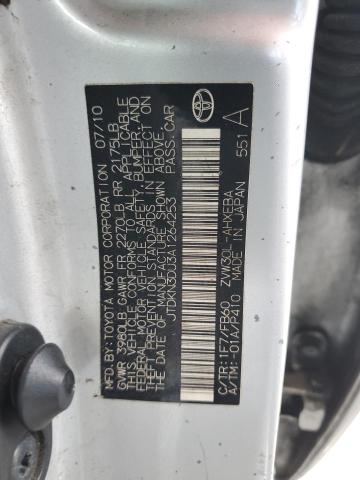 MFD.BY:TOYOTA MOTOR CORPORATION 07/10
GVWR 3980LB GAWR FR 2270LB RR 2175LB
THIS VEHICLE CONFORMS TO ALL APPLICABLE
FEDERAL MOTOR VEHICLE SAFETY, BUMPER, AND
THEFT PREVENTION STANDARDS IN EFFECT ON
THE DATE OF MANUFACTURE SHOWN ABOVE.
JTDKN3DU3A1264253 PASS.CAR
C/TR:1F7/FB60 ZVW30L-AHXEBA
A/TM:-01A/P410 MADE IN JAPAN
551 A